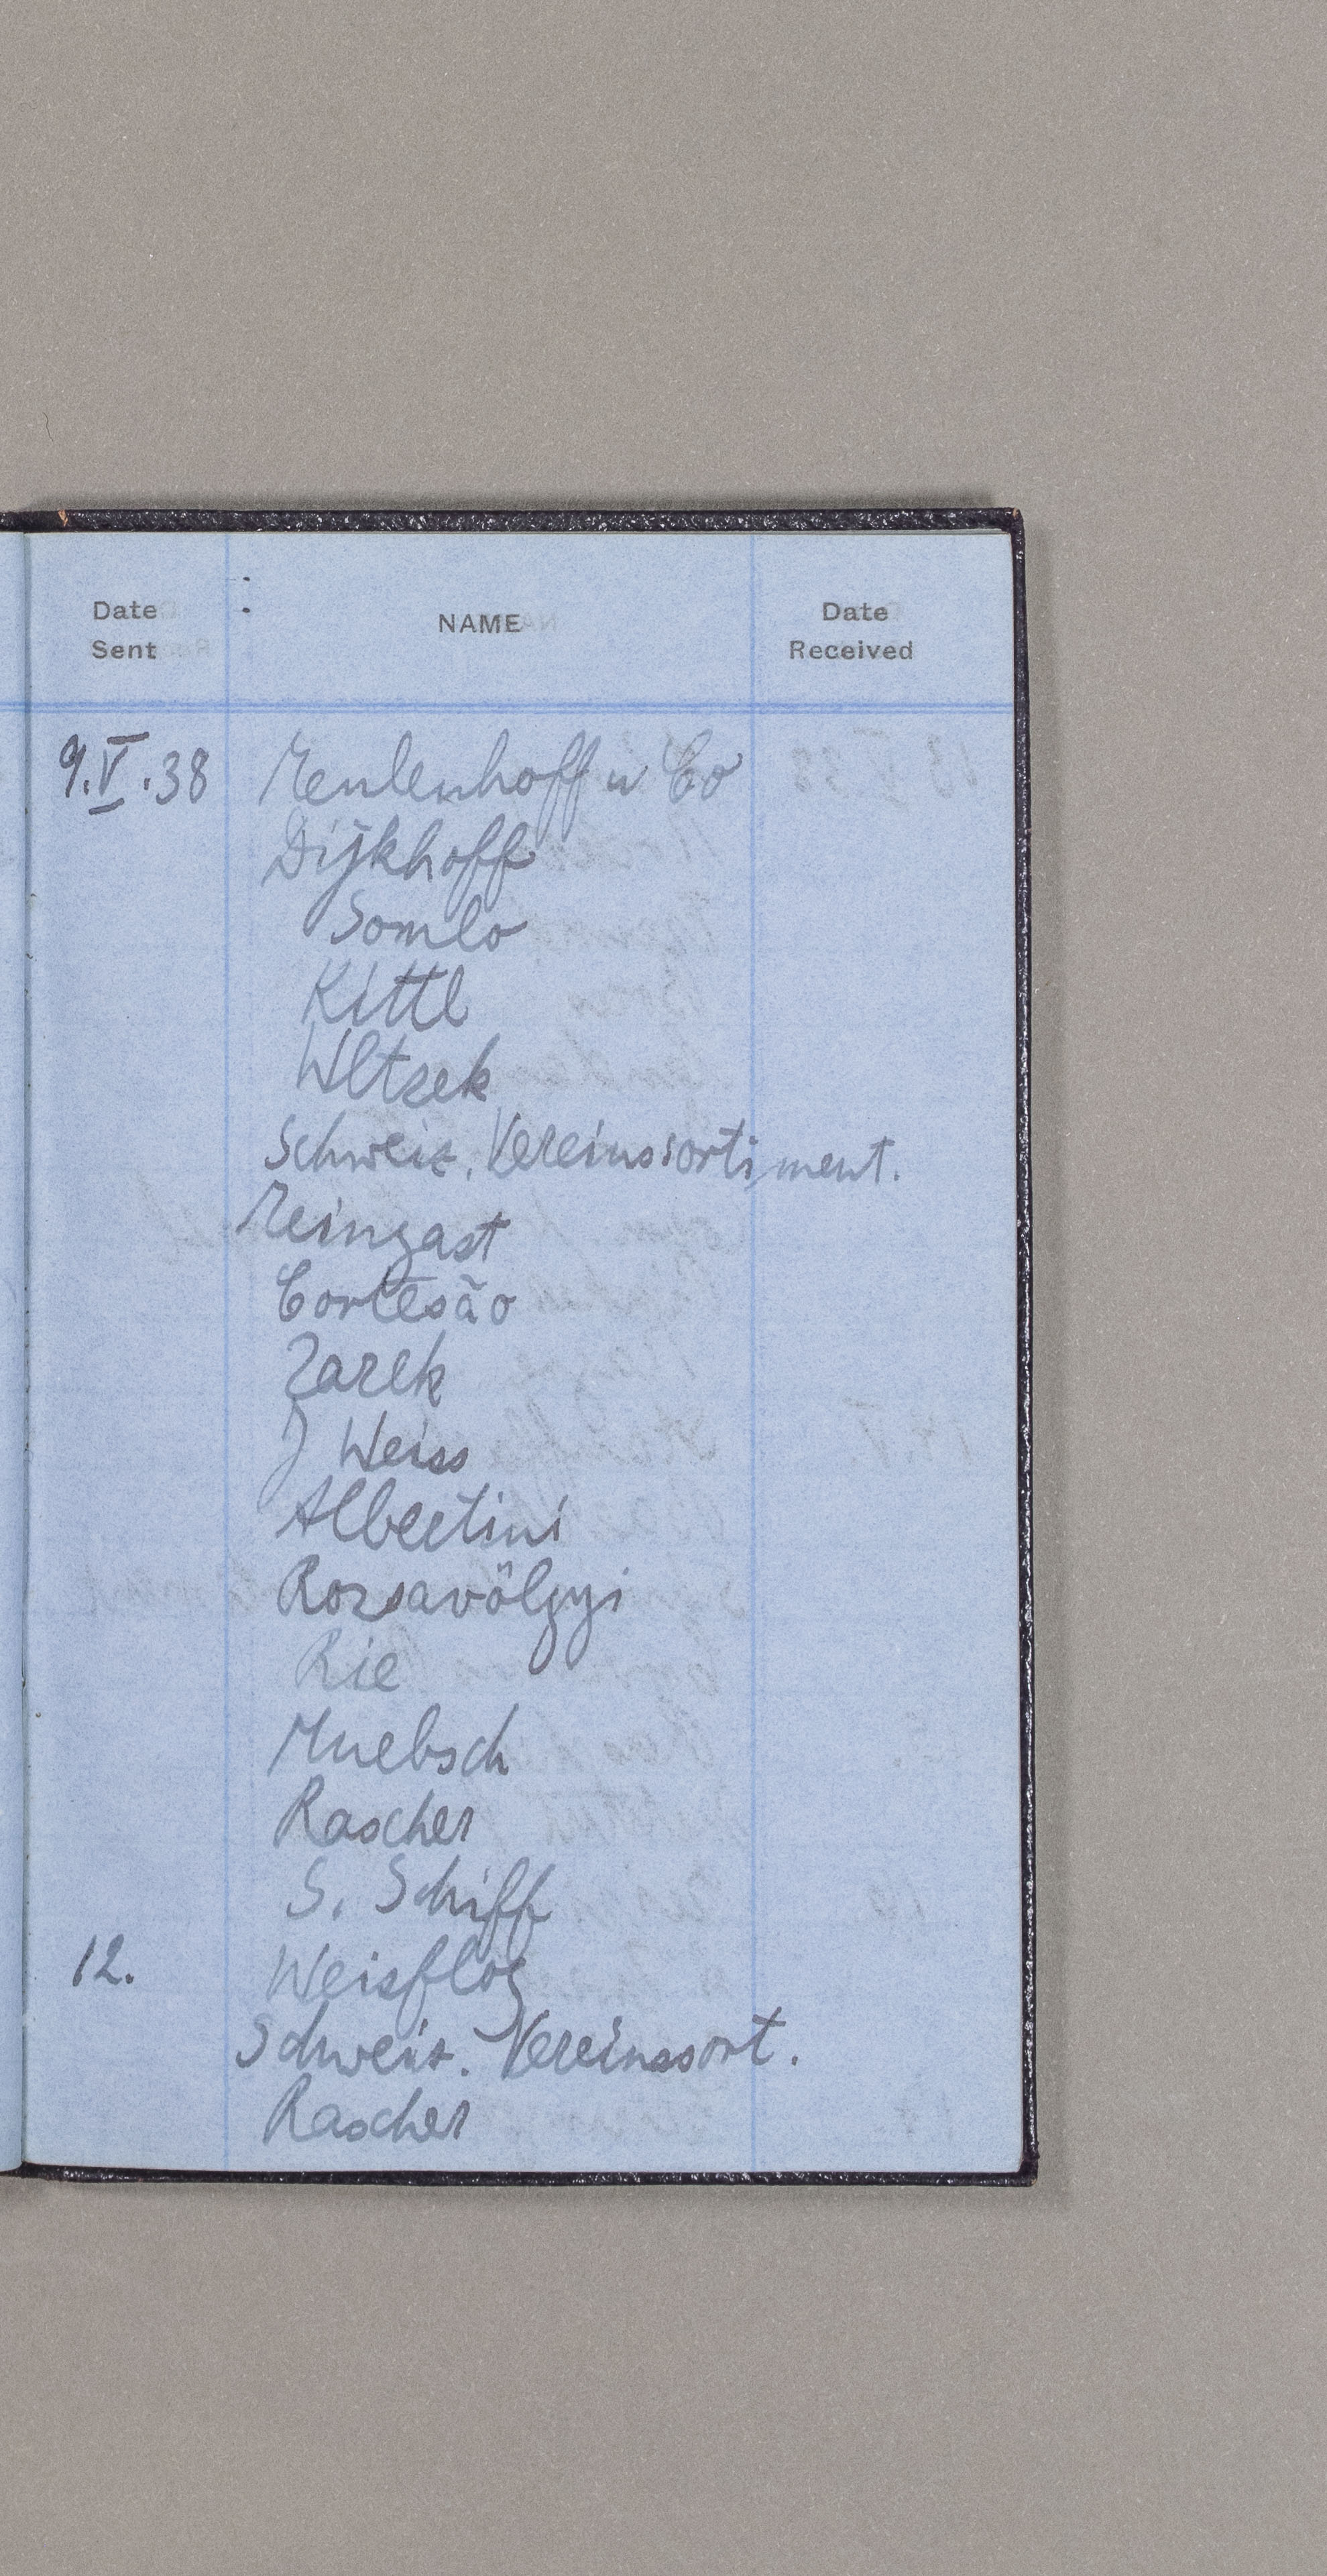 Date Sent NAME Date Received
9.V.38 Meulenhoff u Co
Dijkhoff
Somlo
Kittl
Wltzek
Schweiz. Vereinssortiment.
Meingast
Cortesão
Zarek
J Weiss
Albertini
Rozsavölgyi
Rie
Huebsch
Rascher
S. Schiff
12. Weisflog
Schweiz. Vereinssort.
Rascher